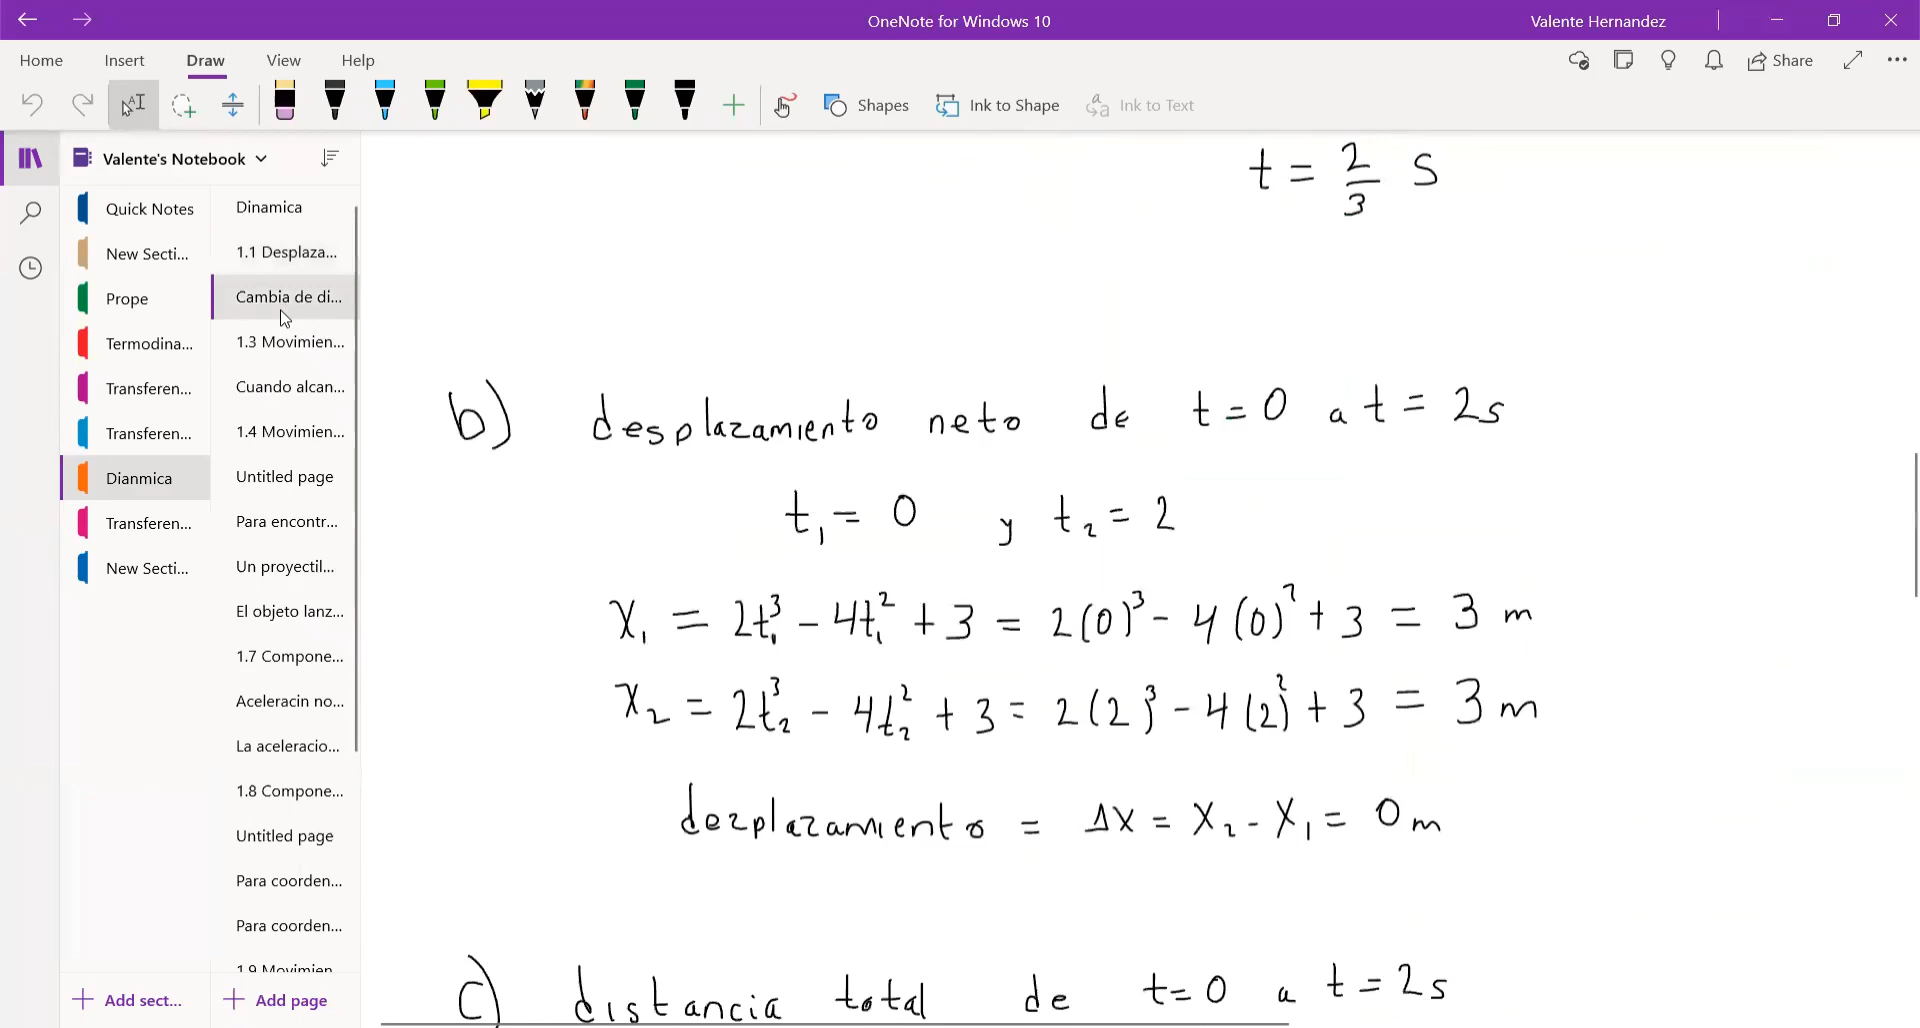 OneNote for Windows 10
Valente Hernandez
Home Insert Draw View Help
Share
Shapes Ink to Shape Ink to Text
Valente's Notebook
Quick Notes
New Secti...
Prope
Termodina...
Transferen...
Transferen...
Dianmica
Transferen...
New Secti...
Add sect...
Dinamica
1.1 Desplaza...
Cambia de di...
1.3 Movimien...
Cuando alcan...
1.4 Movimien...
Untitled page
Para encontr...
Un proyectil...
El objeto lanz...
1.7 Compone...
Aceleracin no...
La aceleracio...
1.8 Compone...
Untitled page
Para coorden...
Para coorden...
1.9 Movimien
Add page
t = 2/3 s
b) desplazamiento neto de t = 0 a t = 2s
t₁ = 0 y t₂ = 2
x₁ = 2t₁³ - 4t₁² + 3 = 2(0)³ - 4(0)² + 3 = 3 m
x₂ = 2t₂³ - 4t₂² + 3 = 2(2)³ - 4(2)² + 3 = 3 m
dezplazamiento = Δx = x₂ - x₁ = 0 m
c) distancia total de t = 0 a t = 2s